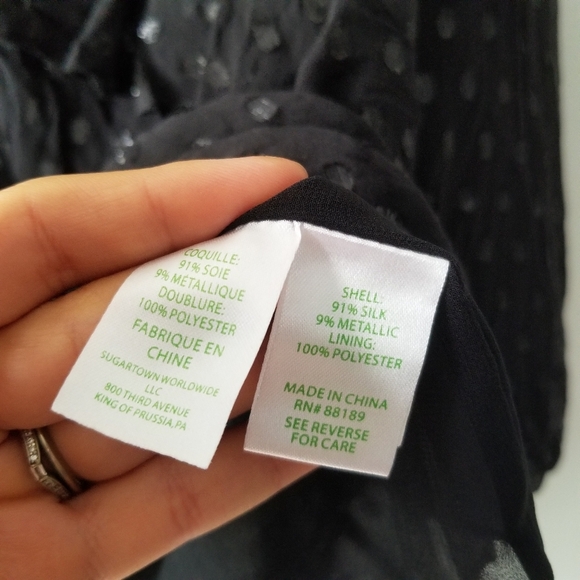 COQUILLE:
91% SOIE
9% MÉTALLIQUE
DOUBLURE:
100% POLYESTER
FABRIQUE EN
CHINE
SUGARTOWN WORLDWIDE
LLC
800 THIRD AVENUE
KING OF PRUSSIA,PA
SHELL:
91% SILK
9% METALLIC
LINING:
100% POLYESTER
MADE IN CHINA
RN# 88189
SEE REVERSE
FOR CARE